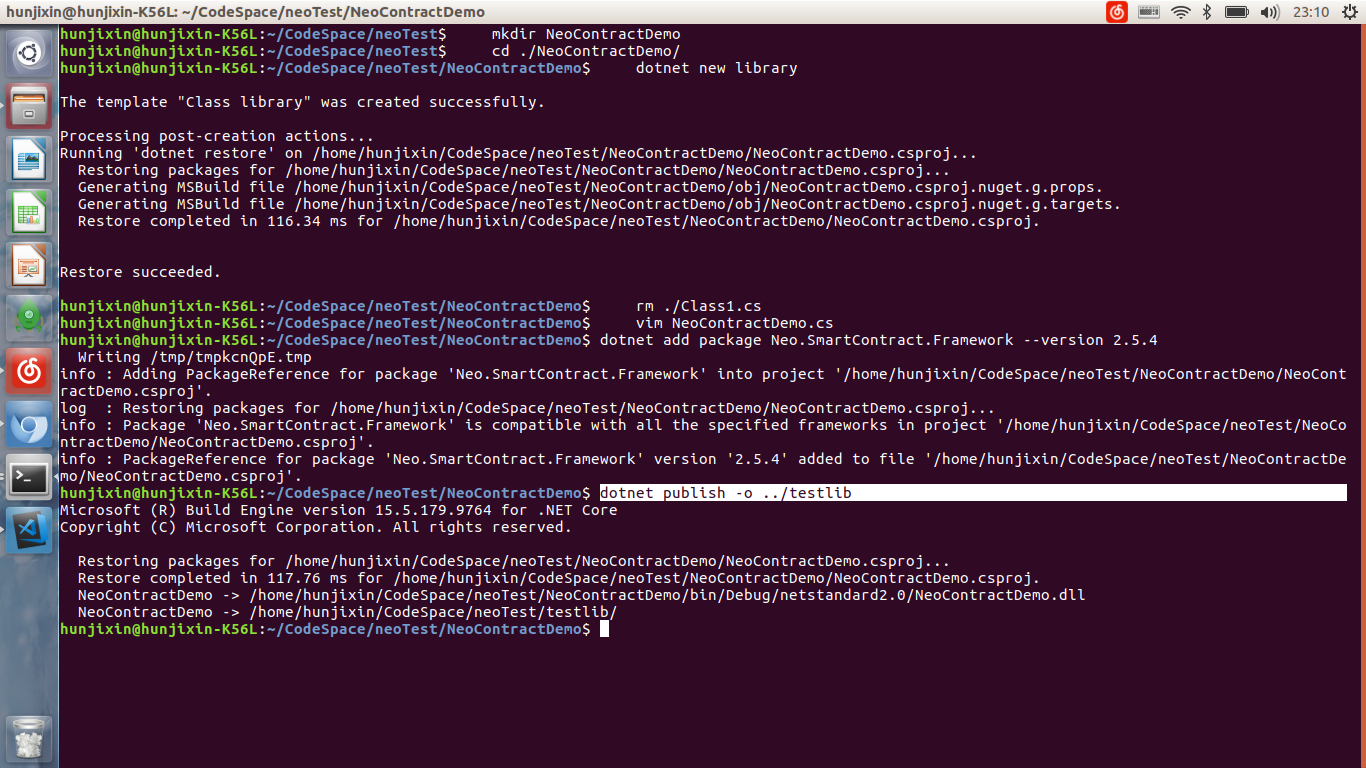 hunjixin@hunjixin-K56L: ~/CodeSpace/neoTest/NeoContractDemo
23:10
hunjixin@hunjixin-K56L:~/CodeSpace/neoTest$     mkdir NeoContractDemo
hunjixin@hunjixin-K56L:~/CodeSpace/neoTest$     cd ./NeoContractDemo/
hunjixin@hunjixin-K56L:~/CodeSpace/neoTest/NeoContractDemo$     dotnet new library
The template "Class library" was created successfully.
Processing post-creation actions...
Running 'dotnet restore' on /home/hunjixin/CodeSpace/neoTest/NeoContractDemo/NeoContractDemo.csproj...
  Restoring packages for /home/hunjixin/CodeSpace/neoTest/NeoContractDemo/NeoContractDemo.csproj...
  Generating MSBuild file /home/hunjixin/CodeSpace/neoTest/NeoContractDemo/obj/NeoContractDemo.csproj.nuget.g.props.
  Generating MSBuild file /home/hunjixin/CodeSpace/neoTest/NeoContractDemo/obj/NeoContractDemo.csproj.nuget.g.targets.
  Restore completed in 116.34 ms for /home/hunjixin/CodeSpace/neoTest/NeoContractDemo/NeoContractDemo.csproj.
Restore succeeded.
hunjixin@hunjixin-K56L:~/CodeSpace/neoTest/NeoContractDemo$     rm ./Class1.cs
hunjixin@hunjixin-K56L:~/CodeSpace/neoTest/NeoContractDemo$     vim NeoContractDemo.cs
hunjixin@hunjixin-K56L:~/CodeSpace/neoTest/NeoContractDemo$ dotnet add package Neo.SmartContract.Framework --version 2.5.4
  Writing /tmp/tmpkcnQpE.tmp
info : Adding PackageReference for package 'Neo.SmartContract.Framework' into project '/home/hunjixin/CodeSpace/neoTest/NeoContractDemo/NeoCont
ractDemo.csproj'.
log  : Restoring packages for /home/hunjixin/CodeSpace/neoTest/NeoContractDemo/NeoContractDemo.csproj...
info : Package 'Neo.SmartContract.Framework' is compatible with all the specified frameworks in project '/home/hunjixin/CodeSpace/neoTest/NeoCo
ntractDemo/NeoContractDemo.csproj'.
info : PackageReference for package 'Neo.SmartContract.Framework' version '2.5.4' added to file '/home/hunjixin/CodeSpace/neoTest/NeoContractDe
mo/NeoContractDemo.csproj'.
hunjixin@hunjixin-K56L:~/CodeSpace/neoTest/NeoContractDemo$ dotnet publish -o ../testlib
Microsoft (R) Build Engine version 15.5.179.9764 for .NET Core
Copyright (C) Microsoft Corporation. All rights reserved.
  Restoring packages for /home/hunjixin/CodeSpace/neoTest/NeoContractDemo/NeoContractDemo.csproj...
  Restore completed in 117.76 ms for /home/hunjixin/CodeSpace/neoTest/NeoContractDemo/NeoContractDemo.csproj.
  NeoContractDemo -> /home/hunjixin/CodeSpace/neoTest/NeoContractDemo/bin/Debug/netstandard2.0/NeoContractDemo.dll
  NeoContractDemo -> /home/hunjixin/CodeSpace/neoTest/testlib/
hunjixin@hunjixin-K56L:~/CodeSpace/neoTest/NeoContractDemo$